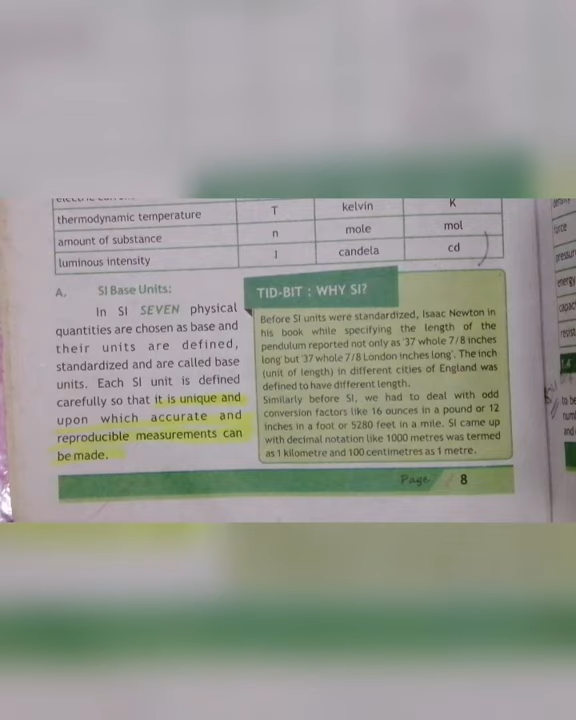 thermodynamic temperature T kelvin K
amount of substance n mole mol
luminous intensity I candela cd
A. SI Base Units:
In SI SEVEN physical
quantities are chosen as base and
their units are defined,
standardized and are called base
units. Each SI unit is defined
carefully so that it is unique and
upon which accurate and
reproducible measurements can
be made.
TID-BIT : WHY SI?
Before SI units were standardized, Isaac Newton in
his book while specifying the length of the
pendulum reported not only as '37 whole 7/8 inches
long' but '37 whole 7/8 London inches long'. The inch
(unit of length) in different cities of England was
defined to have different length.
Similarly before SI, we had to deal with odd
conversion factors like 16 ounces in a pound or 12
inches in a foot or 5280 feet in a mile. SI came up
with decimal notation like 1000 metres was termed
as 1 kilometre and 100 centimetres as 1 metre.
Page 8
force
energy
to be
and